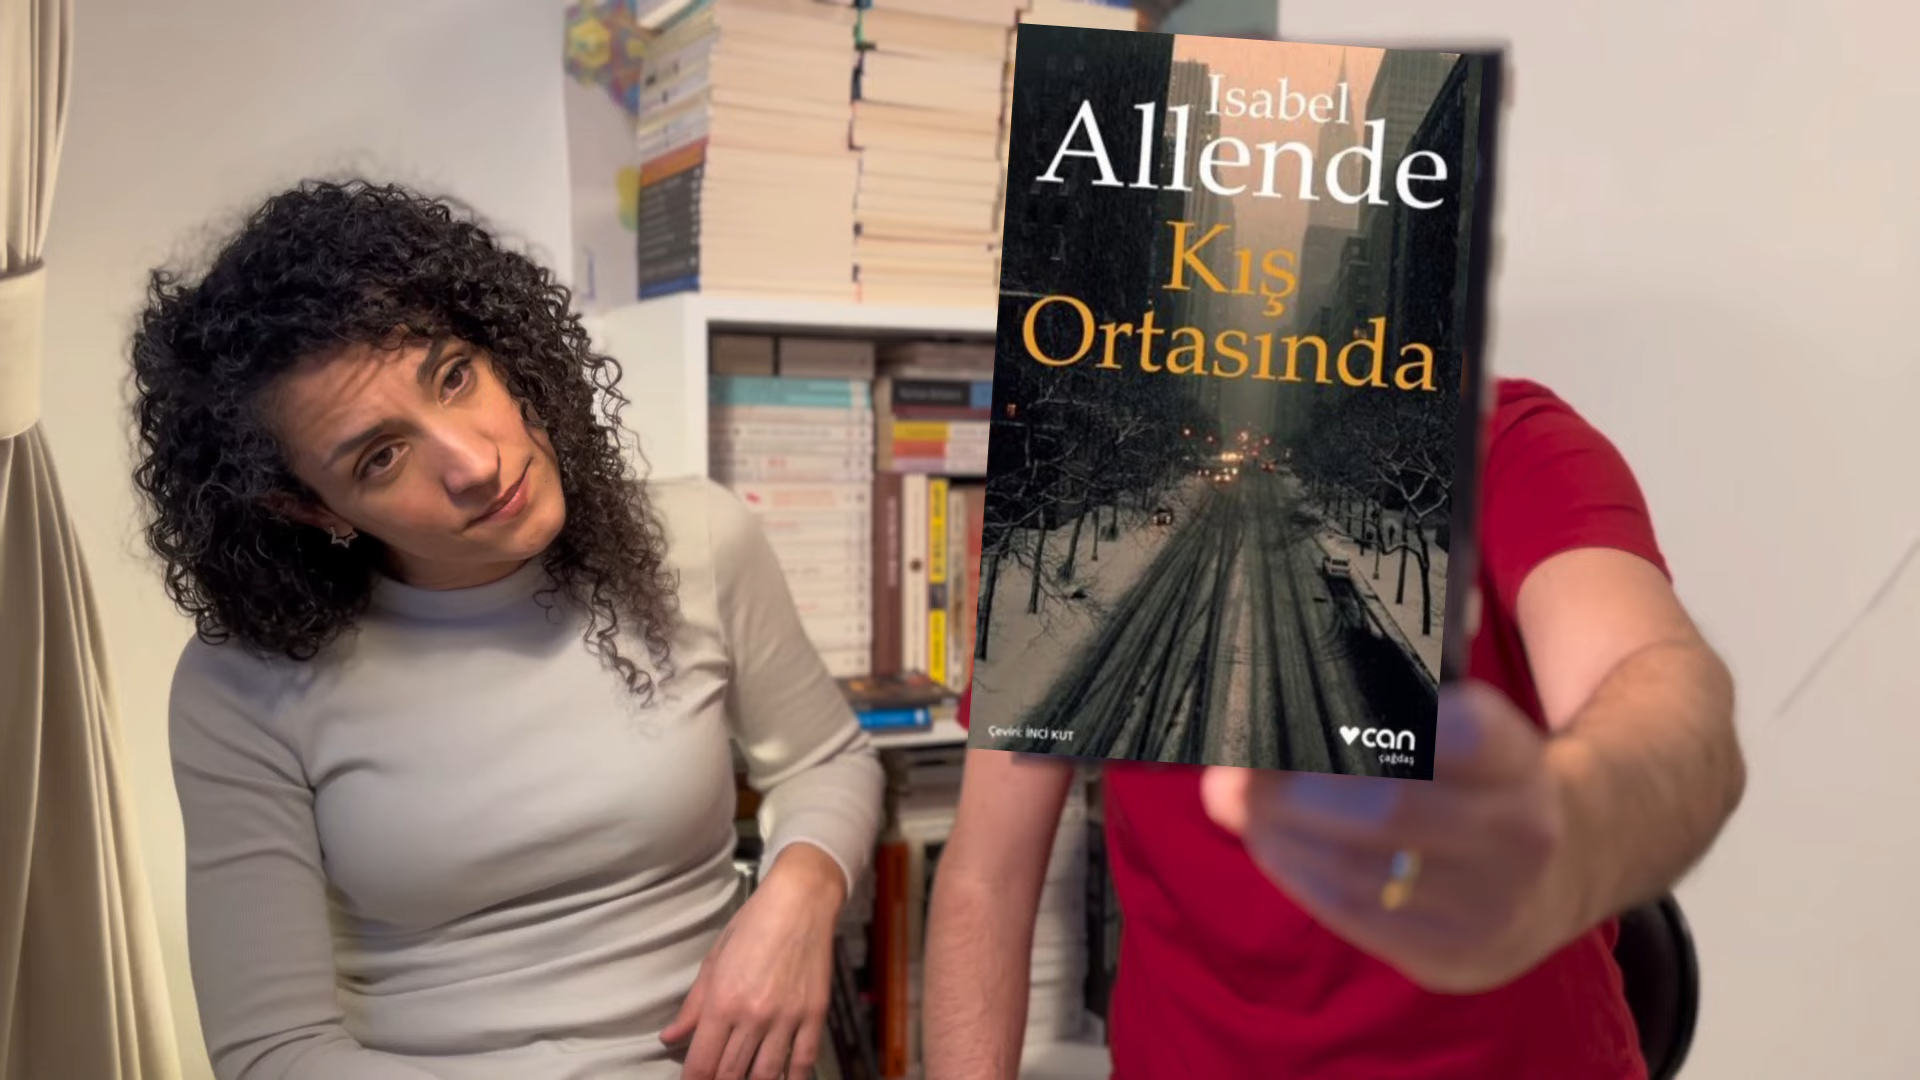 Isabel
Allende
Kış
Ortasında
Çeviri: İNCİ KUT
can
çağdaş